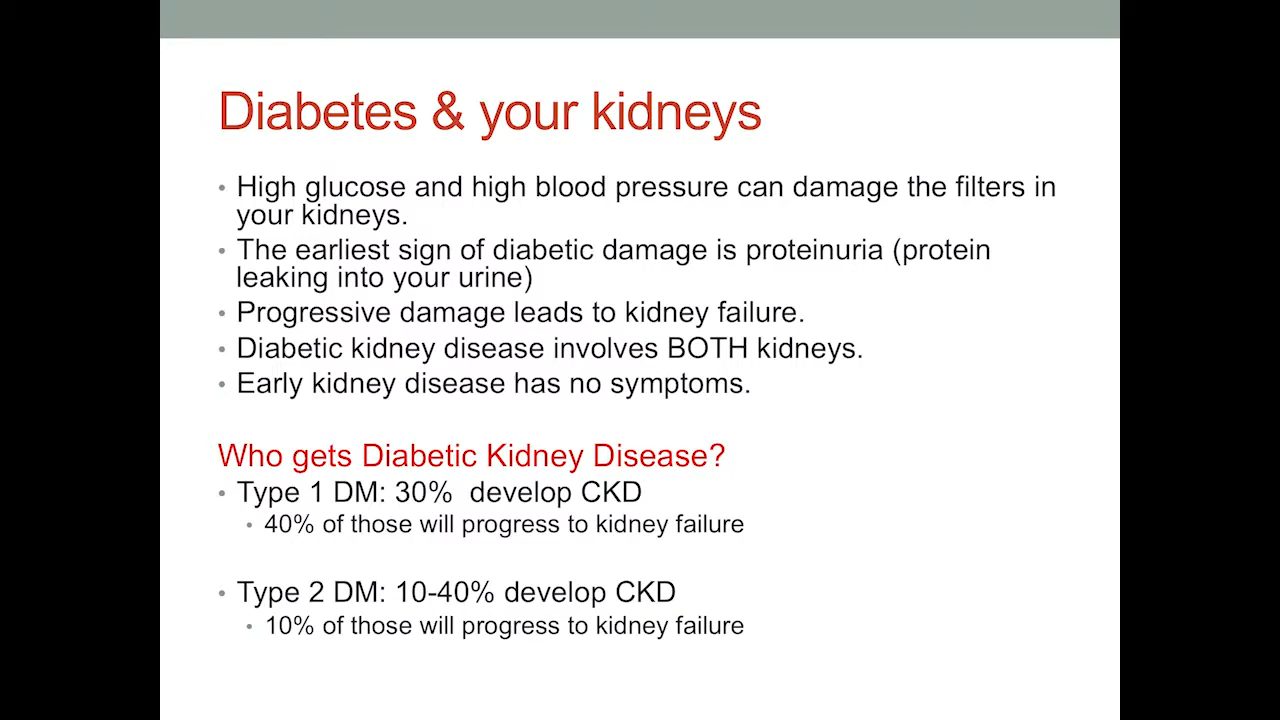 Diabetes & your kidneys
• High glucose and high blood pressure can damage the filters in
your kidneys.
• The earliest sign of diabetic damage is proteinuria (protein
leaking into your urine)
• Progressive damage leads to kidney failure.
• Diabetic kidney disease involves BOTH kidneys.
• Early kidney disease has no symptoms.
Who gets Diabetic Kidney Disease?
• Type 1 DM: 30%  develop CKD
• 40% of those will progress to kidney failure
• Type 2 DM: 10-40% develop CKD
• 10% of those will progress to kidney failure